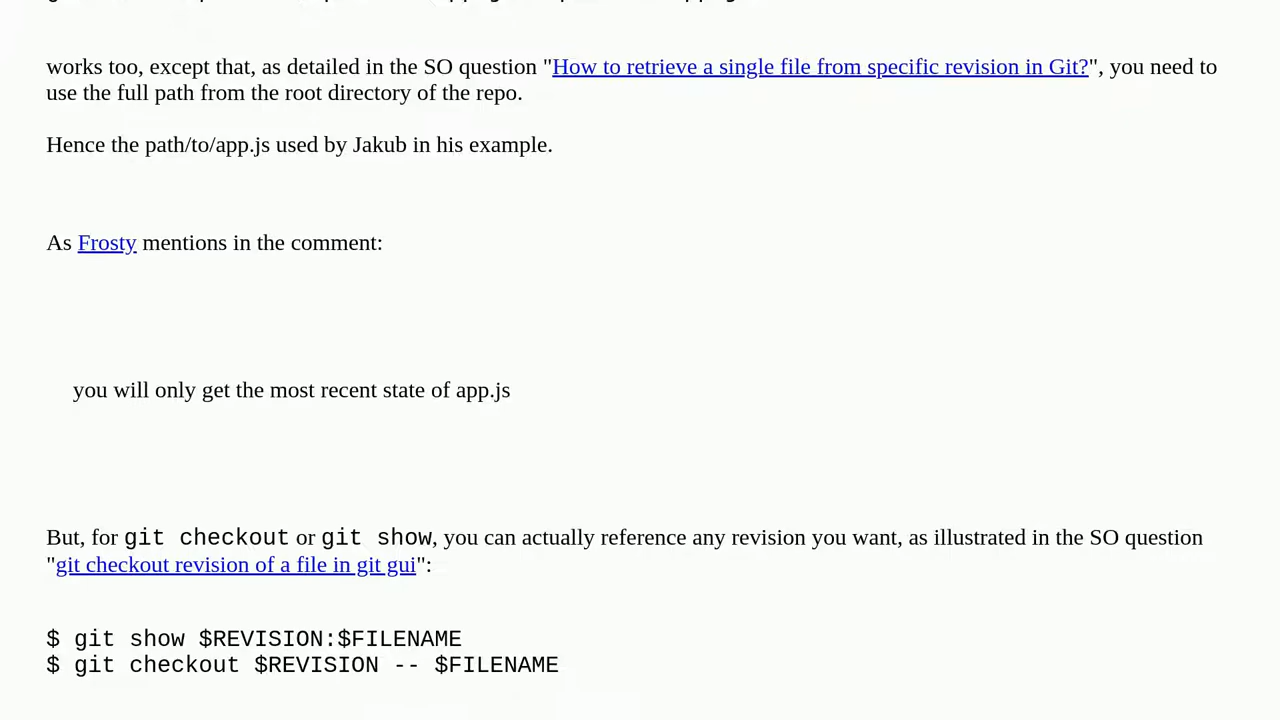 works too, except that, as detailed in the SO question "How to retrieve a single file from specific revision in Git?", you need to
use the full path from the root directory of the repo.
Hence the path/to/app.js used by Jakub in his example.
As Frosty mentions in the comment:
you will only get the most recent state of app.js
But, for git checkout or git show, you can actually reference any revision you want, as illustrated in the SO question
"git checkout revision of a file in git gui":
$ git show $REVISION:$FILENAME
$ git checkout $REVISION -- $FILENAME